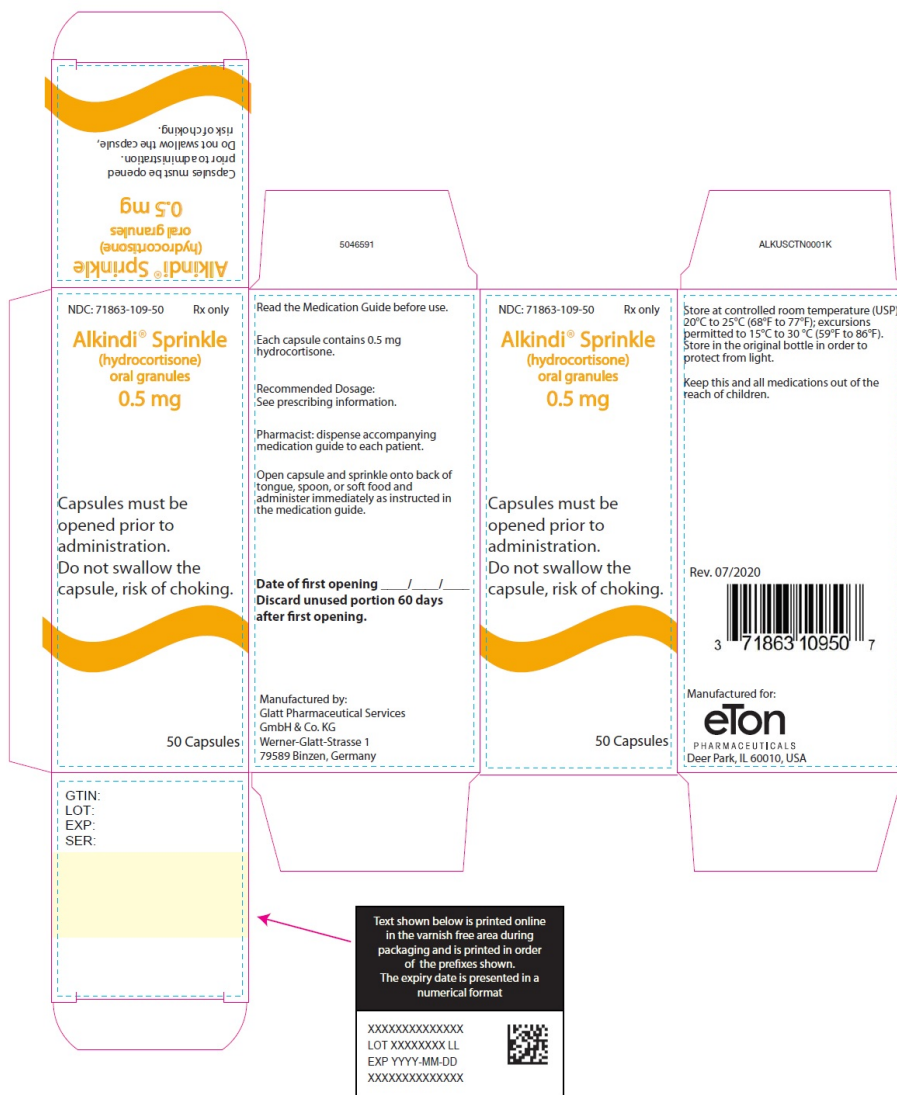 Alkindi® Sprinkle
(hydrocortisone)
oral granules
0.5 mg
Capsules must be opened
prior to administration.
Do not swallow the capsule,
risk of choking.
5046591
ALKUSCTN0001K
NDC: 71863-109-50 Rx only
Alkindi® Sprinkle
(hydrocortisone)
oral granules
0.5 mg
Capsules must be
opened prior to
administration.
Do not swallow the
capsule, risk of choking.
50 Capsules
Read the Medication Guide before use.
Each capsule contains 0.5 mg
hydrocortisone.
Recommended Dosage:
See prescribing information.
Pharmacist: dispense accompanying
medication guide to each patient.
Open capsule and sprinkle onto back of
tongue, spoon, or soft food and
administer immediately as instructed in
the medication guide.
Date of first opening ____/____/____
Discard unused portion 60 days
after first opening.
Manufactured by:
Glatt Pharmaceutical Services
GmbH & Co. KG
Werner-Glatt-Strasse 1
79589 Binzen, Germany
NDC: 71863-109-50 Rx only
Alkindi® Sprinkle
(hydrocortisone)
oral granules
0.5 mg
Capsules must be
opened prior to
administration.
Do not swallow the
capsule, risk of choking.
50 Capsules
Store at controlled room temperature (USP)
20°C to 25°C (68°F to 77°F); excursions
permitted to 15°C to 30 °C (59°F to 86°F).
Store in the original bottle in order to
protect from light.
Keep this and all medications out of the
reach of children.
Rev. 07/2020
3 71863 10950 7
Manufactured for:
eTon
PHARMACEUTICALS
Deer Park, IL 60010, USA
GTIN:
LOT:
EXP:
SER:
Text shown below is printed online
in the varnish free area during
packaging and is printed in order
of the prefixes shown.
The expiry date is presented in a
numerical format
XXXXXXXXXXXXXX
LOT XXXXXXXX LL
EXP YYYY-MM-DD
XXXXXXXXXXXXXX